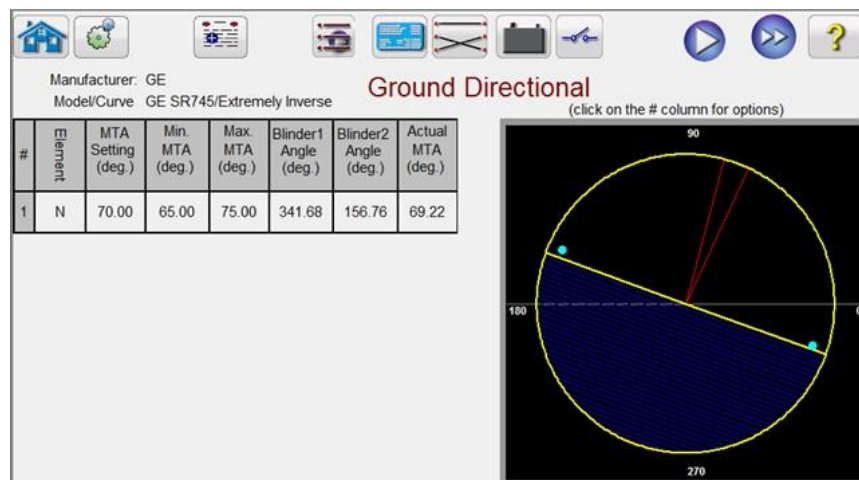 ?
Manufacturer: GE
Model/Curve GE SR745/Extremely Inverse
Ground Directional
(click on the # column for options)
# Element MTA Setting (deg.) Min. MTA (deg.) Max. MTA (deg.) Blinder1 Angle (deg.) Blinder2 Angle (deg.) Actual MTA (deg.)
1 N 70.00 65.00 75.00 341.68 156.76 69.22
90
180
0
270